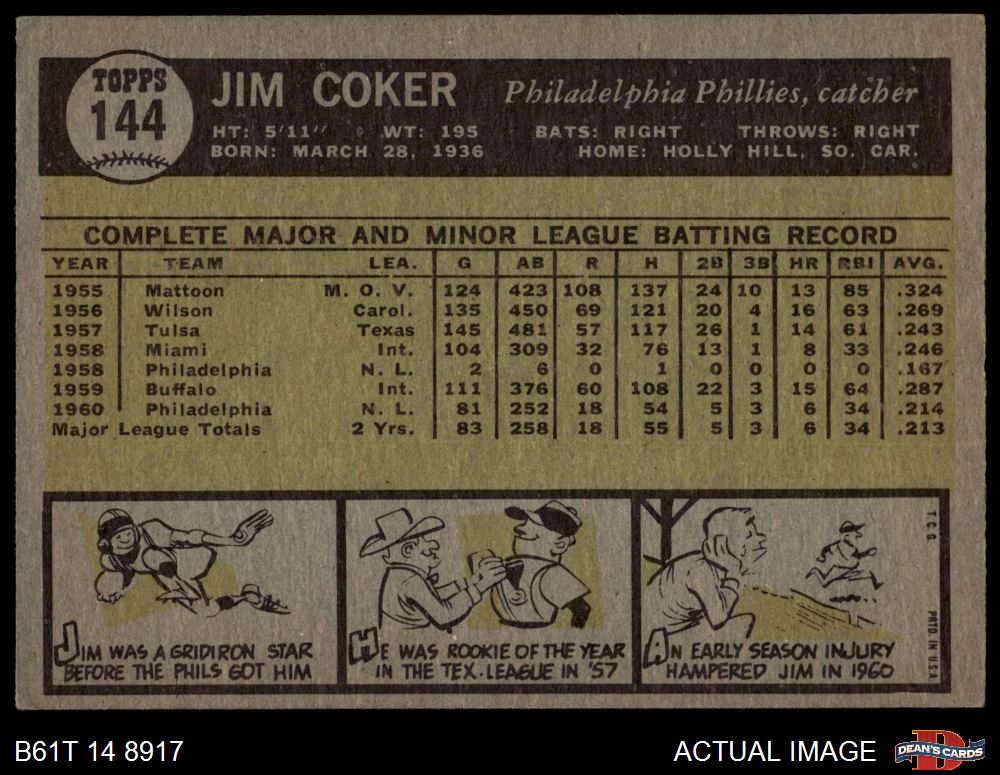 TOPPS
144
JIM COKER Philadelphia Phillies, catcher
HT: 5'11" WT: 195 BATS: RIGHT THROWS: RIGHT
BORN: MARCH 28, 1936 HOME: HOLLY HILL, SO. CAR.
COMPLETE MAJOR AND MINOR LEAGUE BATTING RECORD
YEAR TEAM LEA. G AB R H 2B 3B HR RBI AVG.
1955 Mattoon M. O. V. 124 423 108 137 24 10 13 85 .324
1956 Wilson Carol. 135 450 69 121 20 4 16 63 .269
1957 Tulsa Texas 145 481 57 117 26 1 14 61 .243
1958 Miami Int. 104 309 32 76 13 1 8 33 .246
1958 Philadelphia N. L. 2 6 0 1 0 0 0 0 .167
1959 Buffalo Int. 111 376 60 108 22 3 15 64 .287
1960 Philadelphia N. L. 81 252 18 54 5 3 6 34 .214
Major League Totals 2 Yrs. 83 258 18 55 5 3 6 34 .213
JIM WAS A GRIDIRON STAR
BEFORE THE PHILS GOT HIM
HE WAS ROOKIE OF THE YEAR
IN THE TEX. LEAGUE IN '57
AN EARLY SEASON INJURY
HAMPERED JIM IN 1960
T.C.G.
PRTD. IN U.S.A.
B61T 14 8917
ACTUAL IMAGE
D
DEAN'S CARDS